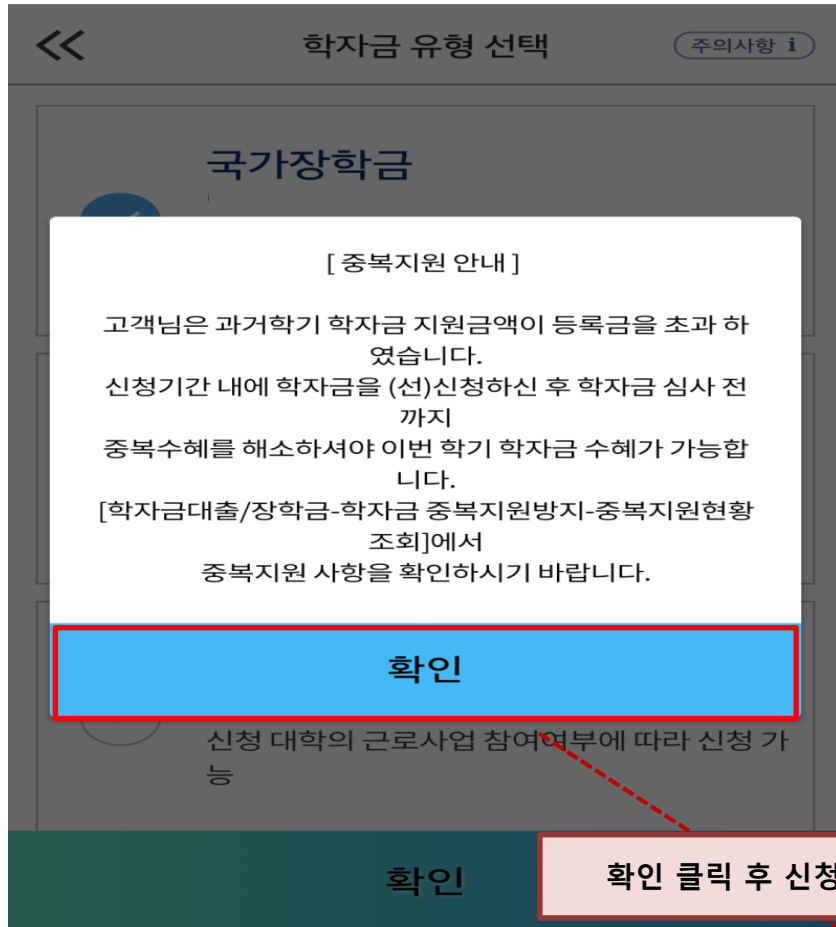 학자금 유형 선택
주의사항 i
국가장학금
[ 중복지원 안내 ]
고객님은 과거학기 학자금 지원금액이 등록금을 초과 하
였습니다.
신청기간 내에 학자금을 (선)신청하신 후 학자금 심사 전
까지
중복수혜를 해소하셔야 이번 학기 학자금 수혜가 가능합
니다.
[학자금대출/장학금-학자금 중복지원방지-중복지원현황
조회]에서
중복지원 사항을 확인하시기 바랍니다.
확인
신청 대학의 근로사업 참여여부에 따라 신청 가
능
확인
확인 클릭 후 신청